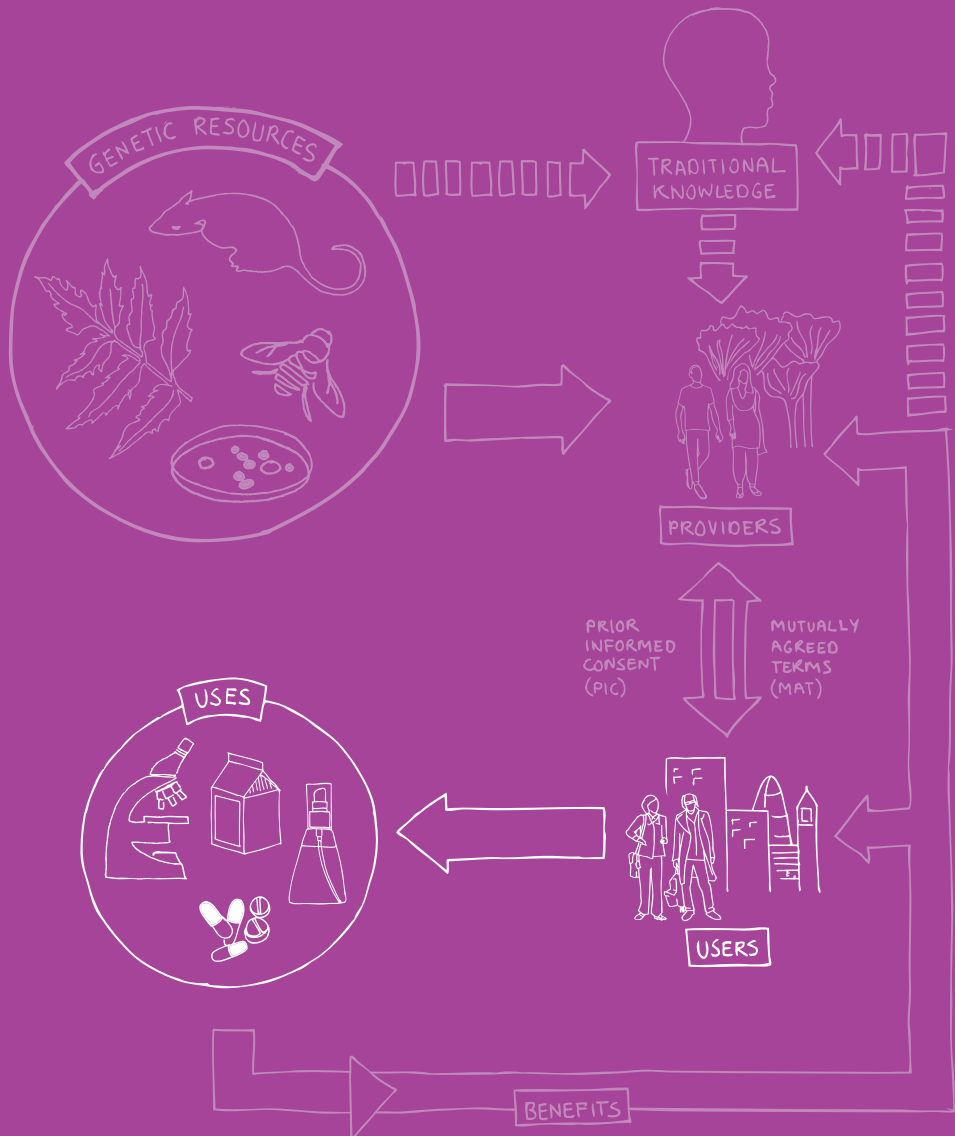 GENETIC RESOURCES
TRADITIONAL
KNOWLEDGE
PROVIDERS
PRIOR
INFORMED
CONSENT
(PIC)
MUTUALLY
AGREED
TERMS
(MAT)
USES
USERS
BENEFITS